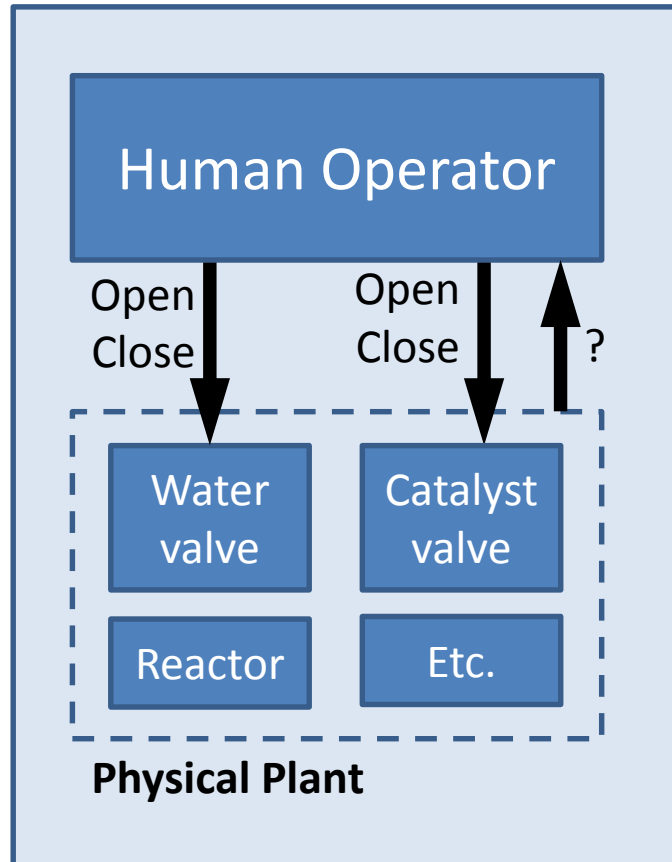 Human Operator
Open
Close
Open
Close
?
Water
valve
Catalyst
valve
Reactor
Etc.
Physical Plant